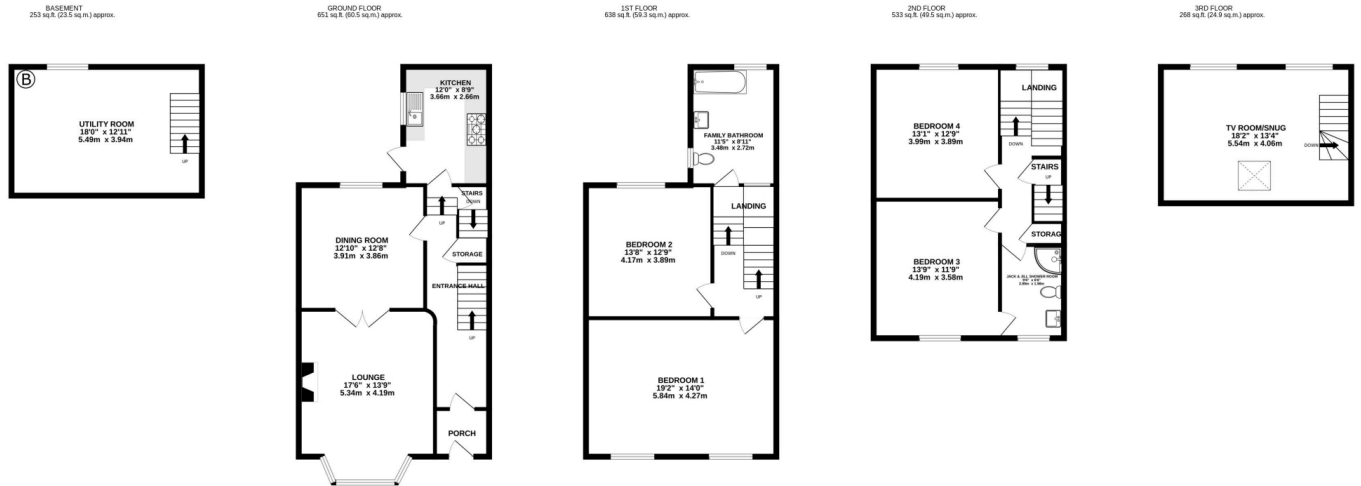 BASEMENT
253 sq.ft. (23.5 sq.m.) approx.
B
UTILITY ROOM
18'0" x 12'11"
5.49m x 3.94m
UP
GROUND FLOOR
651 sq.ft. (60.5 sq.m.) approx.
KITCHEN
12'0" x 8'9"
3.66m x 2.66m
STAIRS
DOWN
UP
DINING ROOM
12'10" x 12'8"
3.91m x 3.86m
STORAGE
ENTRANCE HALL
UP
LOUNGE
17'6" x 13'9"
5.34m x 4.19m
PORCH
1ST FLOOR
638 sq.ft. (59.3 sq.m.) approx.
FAMILY BATHROOM
11'5" x 8'11"
3.48m x 2.72m
LANDING
BEDROOM 2
13'8" x 12'9"
4.17m x 3.89m
DOWN
UP
BEDROOM 1
19'2" x 14'0"
5.84m x 4.27m
2ND FLOOR
533 sq.ft. (49.5 sq.m.) approx.
LANDING
BEDROOM 4
13'1" x 12'9"
3.99m x 3.89m
DOWN
STAIRS
UP
STORAG
BEDROOM 3
13'9" x 11'9"
4.19m x 3.58m
JACK & JILL SHOWER ROOM
3RD FLOOR
268 sq.ft. (24.9 sq.m.) approx.
TV ROOM/SNUG
18'2" x 13'4"
5.54m x 4.06m
DOWN